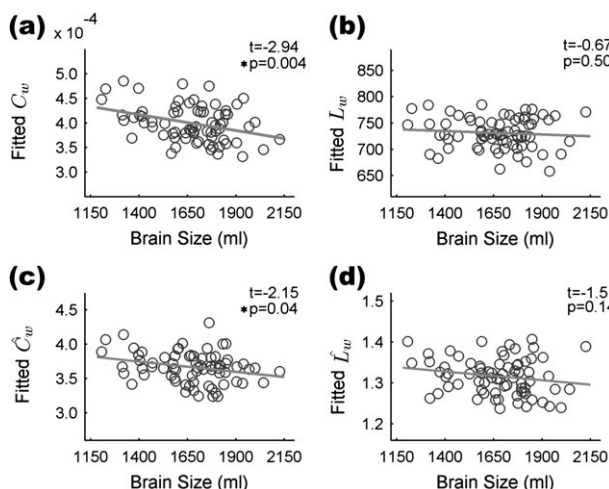 (a)
x 10⁻⁴
t=-2.94
*p=0.004
5.0
4.5
4.0
3.5
3.0
Fitted C_w
1150 1400 1650 1900 2150
Brain Size (ml)
(b)
t=-0.67
p=0.50
850
800
750
700
650
Fitted L_w
1150 1400 1650 1900 2150
Brain Size (ml)
(c)
t=-2.15
*p=0.04
4.5
4.0
3.5
3.0
Fitted Ĉ_w
1150 1400 1650 1900 2150
Brain Size (ml)
(d)
t=-1.5
p=0.14
1.5
1.4
1.3
1.2
Fitted L̂_w
1150 1400 1650 1900 2150
Brain Size (ml)